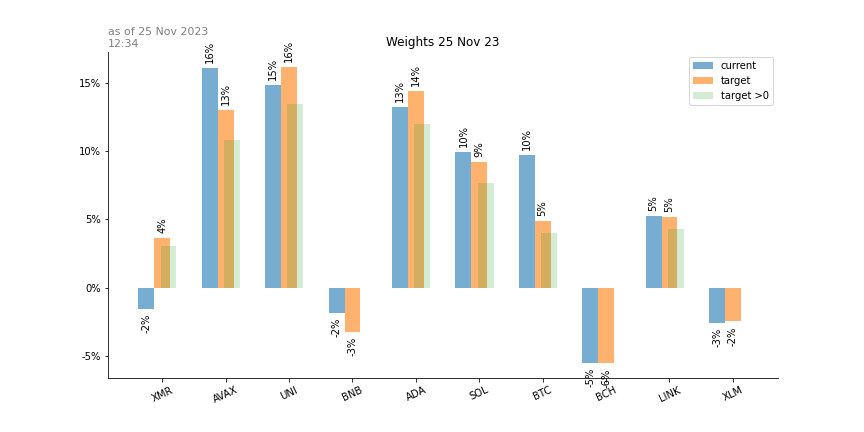 as of 25 Nov 2023
12:34
Weights 25 Nov 23
current
target
target >0
15%
10%
5%
0%
-5%
-2%
4%
16%
13%
15%
16%
-2%
-3%
13%
14%
10%
9%
10%
5%
-5%
-6%
5%
5%
-3%
-2%
XMR
AVAX
UNI
BNB
ADA
SOL
BTC
BCH
LINK
XLM